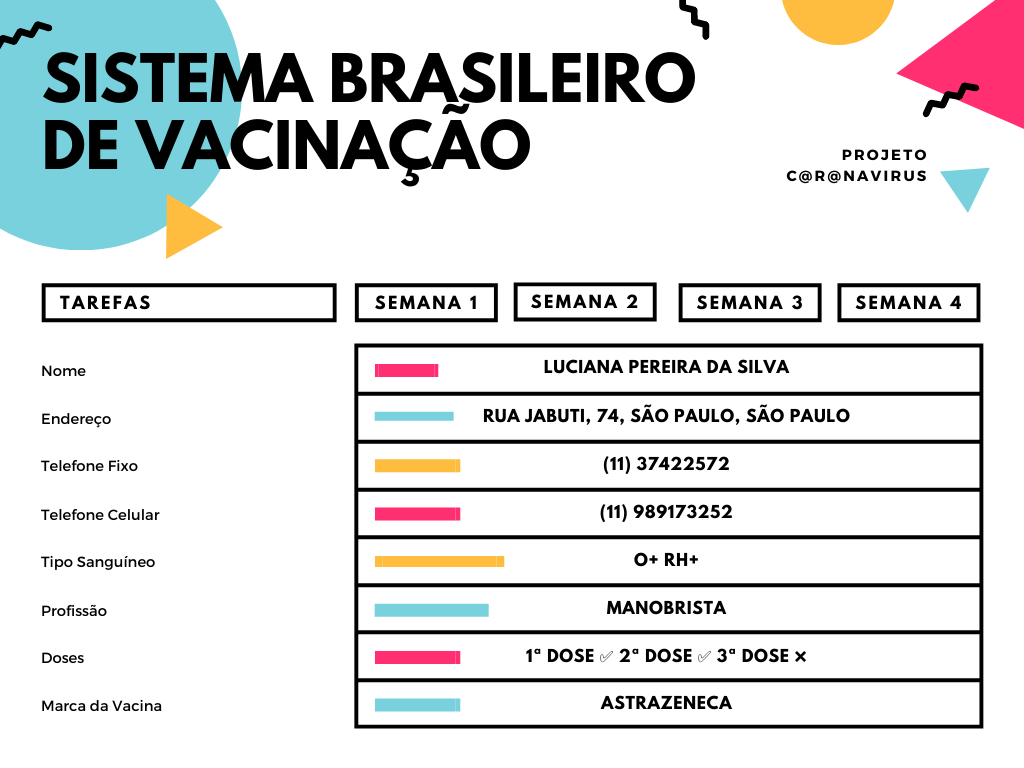 SISTEMA BRASILEIRO
DE VACINAÇÃO
PROJETO
C@R@NAVIRUS
TAREFAS SEMANA 1 SEMANA 2 SEMANA 3 SEMANA 4
Nome LUCIANA PEREIRA DA SILVA
Endereço RUA JABUTI, 74, SÃO PAULO, SÃO PAULO
Telefone Fixo (11) 37422572
Telefone Celular (11) 989173252
Tipo Sanguíneo O+ RH+
Profissão MANOBRISTA
Doses 1ª DOSE ✅ 2ª DOSE ✅ 3ª DOSE ❌
Marca da Vacina ASTRAZENECA